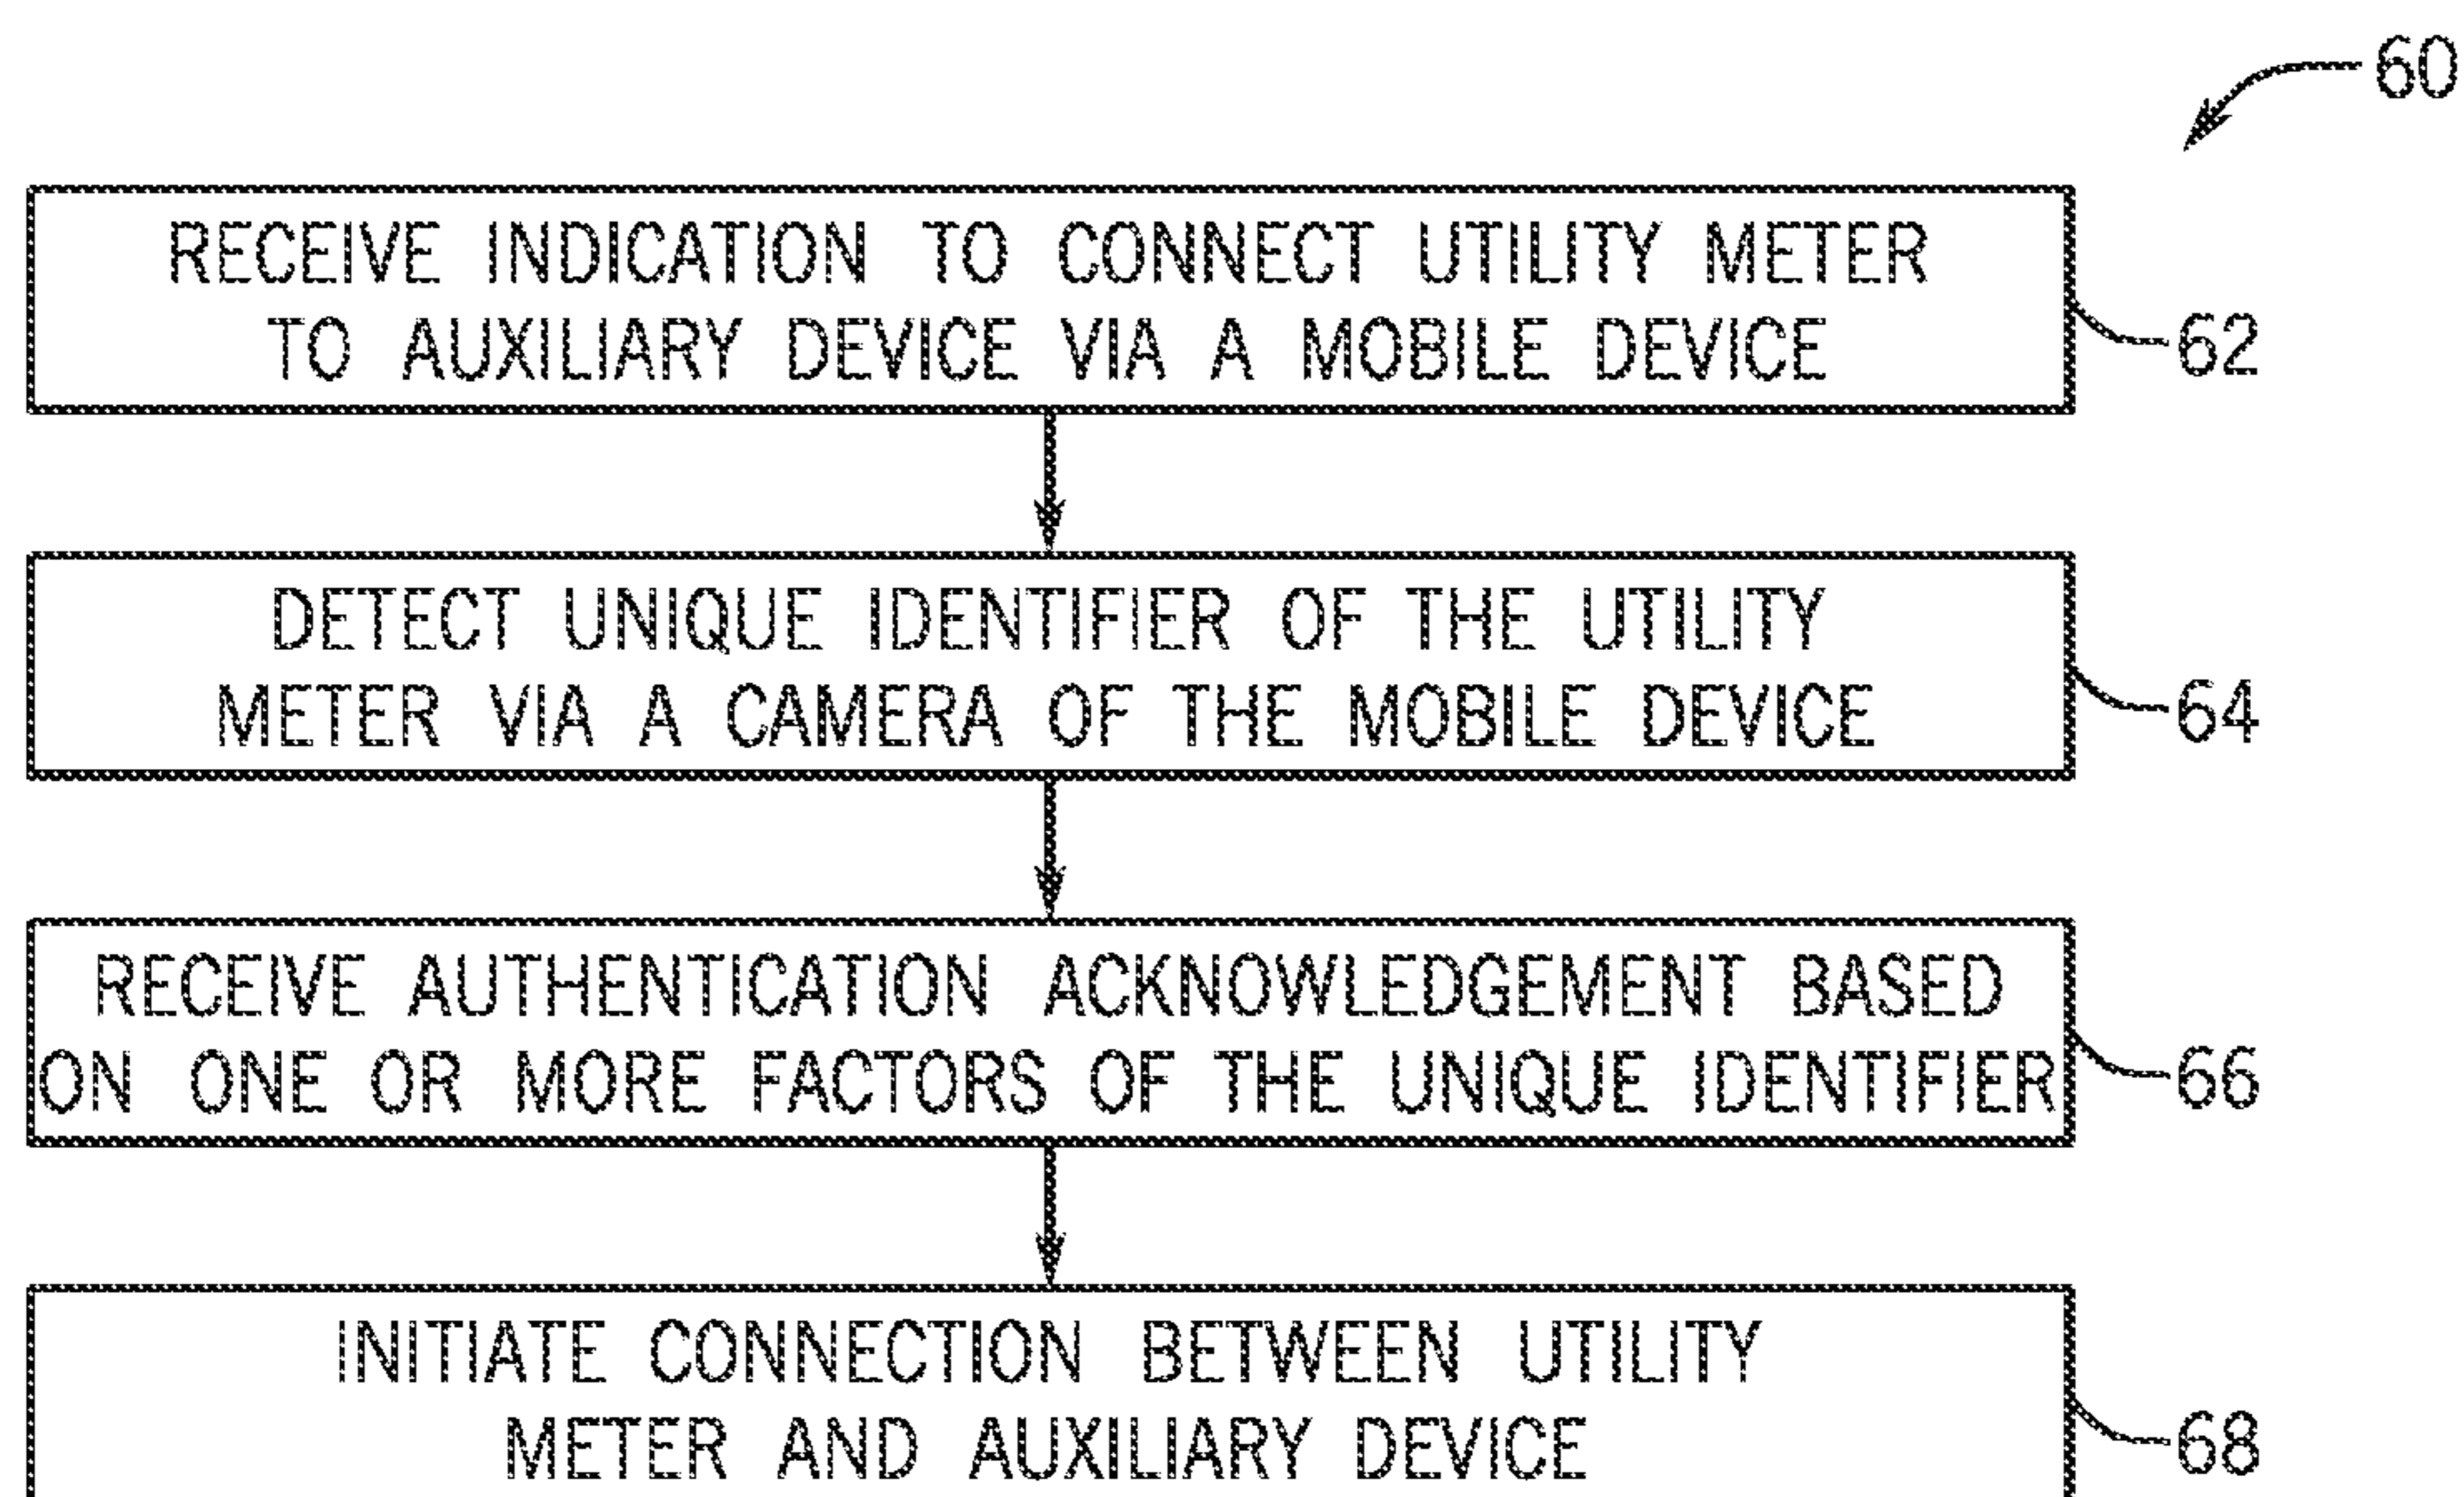 60
RECEIVE INDICATION TO CONNECT UTILITY METER
TO AUXILIARY DEVICE VIA A MOBILE DEVICE
62
DETECT UNIQUE IDENTIFIER OF THE UTILITY
METER VIA A CAMERA OF THE MOBILE DEVICE
64
RECEIVE AUTHENTICATION ACKNOWLEDGEMENT BASED
ON ONE OR MORE FACTORS OF THE UNIQUE IDENTIFIER
66
INITIATE CONNECTION BETWEEN UTILITY
METER AND AUXILIARY DEVICE
68